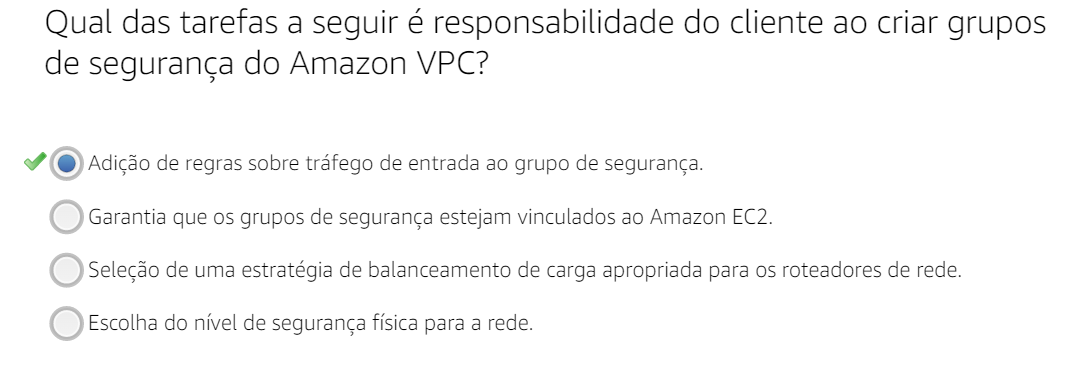 Qual das tarefas a seguir é responsabilidade do cliente ao criar grupos
de segurança do Amazon VPC?
Adição de regras sobre tráfego de entrada ao grupo de segurança.
Garantia que os grupos de segurança estejam vinculados ao Amazon EC2.
Seleção de uma estratégia de balanceamento de carga apropriada para os roteadores de rede.
Escolha do nível de segurança física para a rede.